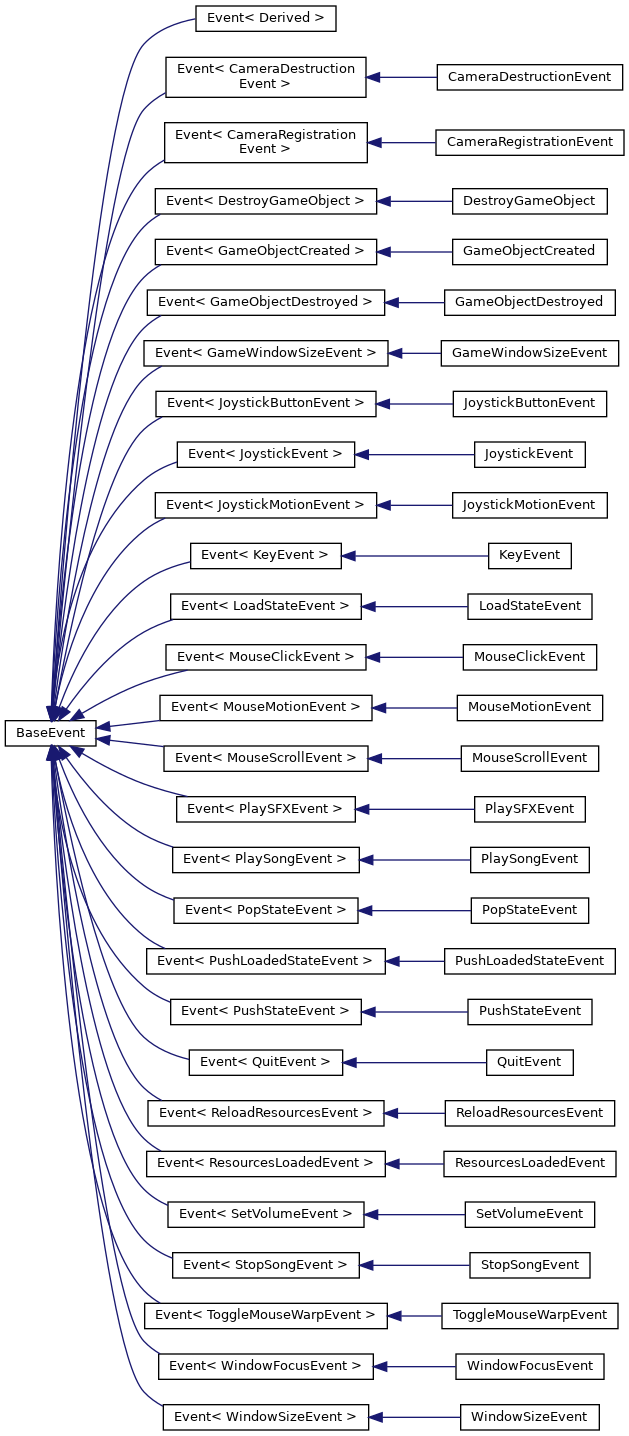 Event< Derived >
Event< CameraDestruction
Event >
CameraDestructionEvent
Event< CameraRegistration
Event >
CameraRegistrationEvent
Event< DestroyGameObject >
DestroyGameObject
Event< GameObjectCreated >
GameObjectCreated
Event< GameObjectDestroyed >
GameObjectDestroyed
Event< GameWindowSizeEvent >
GameWindowSizeEvent
Event< JoystickButtonEvent >
JoystickButtonEvent
Event< JoystickEvent >
JoystickEvent
Event< JoystickMotionEvent >
JoystickMotionEvent
Event< KeyEvent >
KeyEvent
Event< LoadStateEvent >
LoadStateEvent
Event< MouseClickEvent >
MouseClickEvent
Event< MouseMotionEvent >
MouseMotionEvent
BaseEvent
Event< MouseScrollEvent >
MouseScrollEvent
Event< PlaySFXEvent >
PlaySFXEvent
Event< PlaySongEvent >
PlaySongEvent
Event< PopStateEvent >
PopStateEvent
Event< PushLoadedStateEvent >
PushLoadedStateEvent
Event< PushStateEvent >
PushStateEvent
Event< QuitEvent >
QuitEvent
Event< ReloadResourcesEvent >
ReloadResourcesEvent
Event< ResourcesLoadedEvent >
ResourcesLoadedEvent
Event< SetVolumeEvent >
SetVolumeEvent
Event< StopSongEvent >
StopSongEvent
Event< ToggleMouseWarpEvent >
ToggleMouseWarpEvent
Event< WindowFocusEvent >
WindowFocusEvent
Event< WindowSizeEvent >
WindowSizeEvent